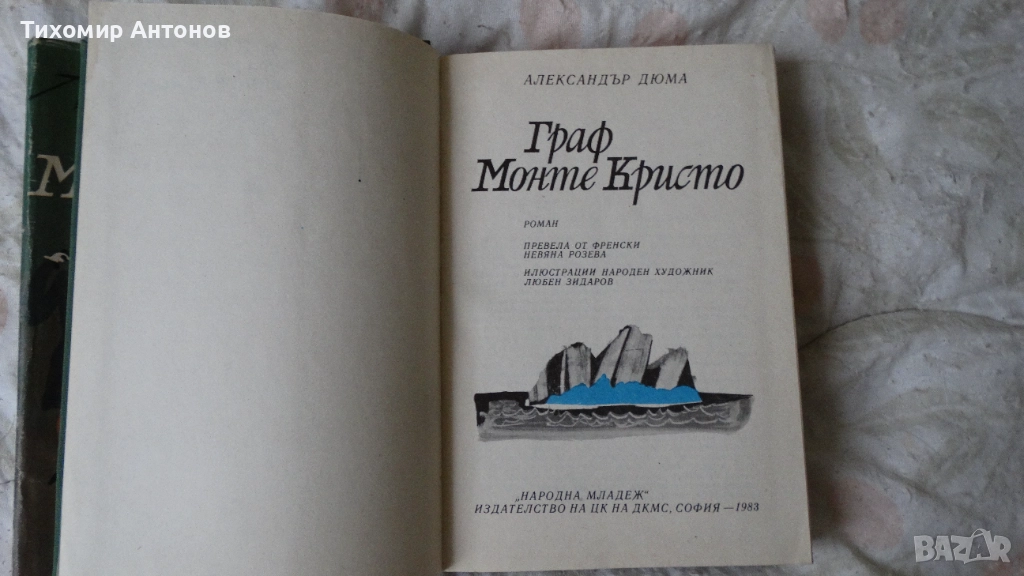 Тихомир Антонов
М
АЛЕКСАНДЪР ДЮМА
Граф
Монте Кристо
РОМАН
ПРЕВЕЛА ОТ ФРЕНСКИ
НЕВЯНА РОЗЕВА
ИЛЮСТРАЦИИ НАРОДЕН ХУДОЖНИК
ЛЮБЕН ЗИДАРОВ
„НАРОДНА МЛАДЕЖ“
ИЗДАТЕЛСТВО НА ЦК НА ДКМС, СОФИЯ — 1983
BAZAR